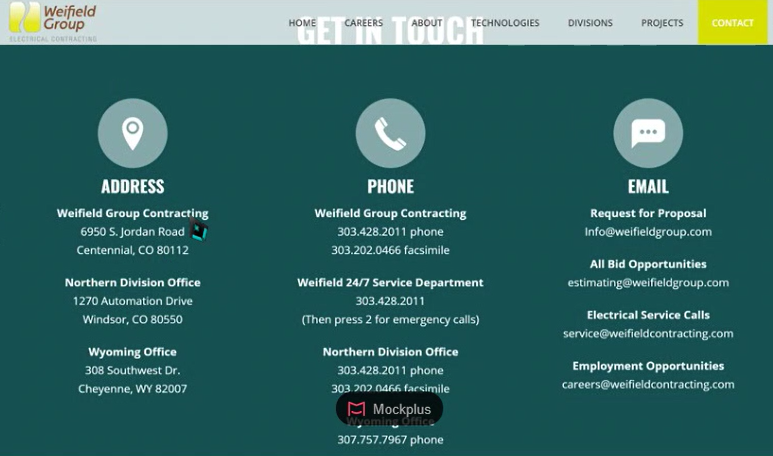 Weifield
Group
ELECTRICAL CONTRACTING
HOME
CAREERS
ABOUT
TECHNOLOGIES
DIVISIONS
PROJECTS
CONTACT
GET IN TOUCH
ADDRESS
Weifield Group Contracting
6950 S. Jordan Road
Centennial, CO 80112
Northern Division Office
1270 Automation Drive
Windsor, CO 80550
Wyoming Office
308 Southwest Dr.
Cheyenne, WY 82007
PHONE
Weifield Group Contracting
303.428.2011 phone
303.202.0466 facsimile
Weifield 24/7 Service Department
303.428.2011
(Then press 2 for emergency calls)
Northern Division Office
303.428.2011 phone
303.202.0466 facsimile
Wyoming Office
307.757.7967 phone
EMAIL
Request for Proposal
Info@weifieldgroup.com
All Bid Opportunities
estimating@weifieldgroup.com
Electrical Service Calls
service@weifieldcontracting.com
Employment Opportunities
careers@weifieldcontracting.com
Mockplus